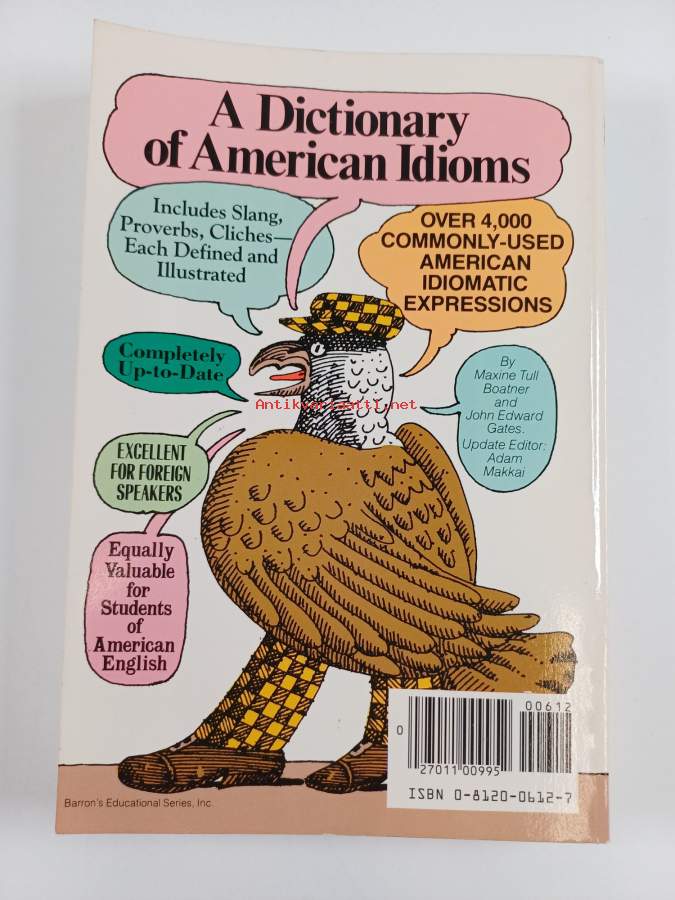 A Dictionary
of American Idioms
Includes Slang,
Proverbs, Cliches—
Each Defined and
Illustrated
OVER 4,000
COMMONLY-USED
AMERICAN
IDIOMATIC
EXPRESSIONS
Completely
Up-to-Date
By
Maxine Tull
Boatner
and
John Edward
Gates.
Update Editor:
Adam
Makkai
Antikvariaatti.net
EXCELLENT
FOR FOREIGN
SPEAKERS
Equally
Valuable
for
Students
of
American
English
00612
0
27011 00995
ISBN 0-8120-0612-7
Barron's Educational Series, Inc.